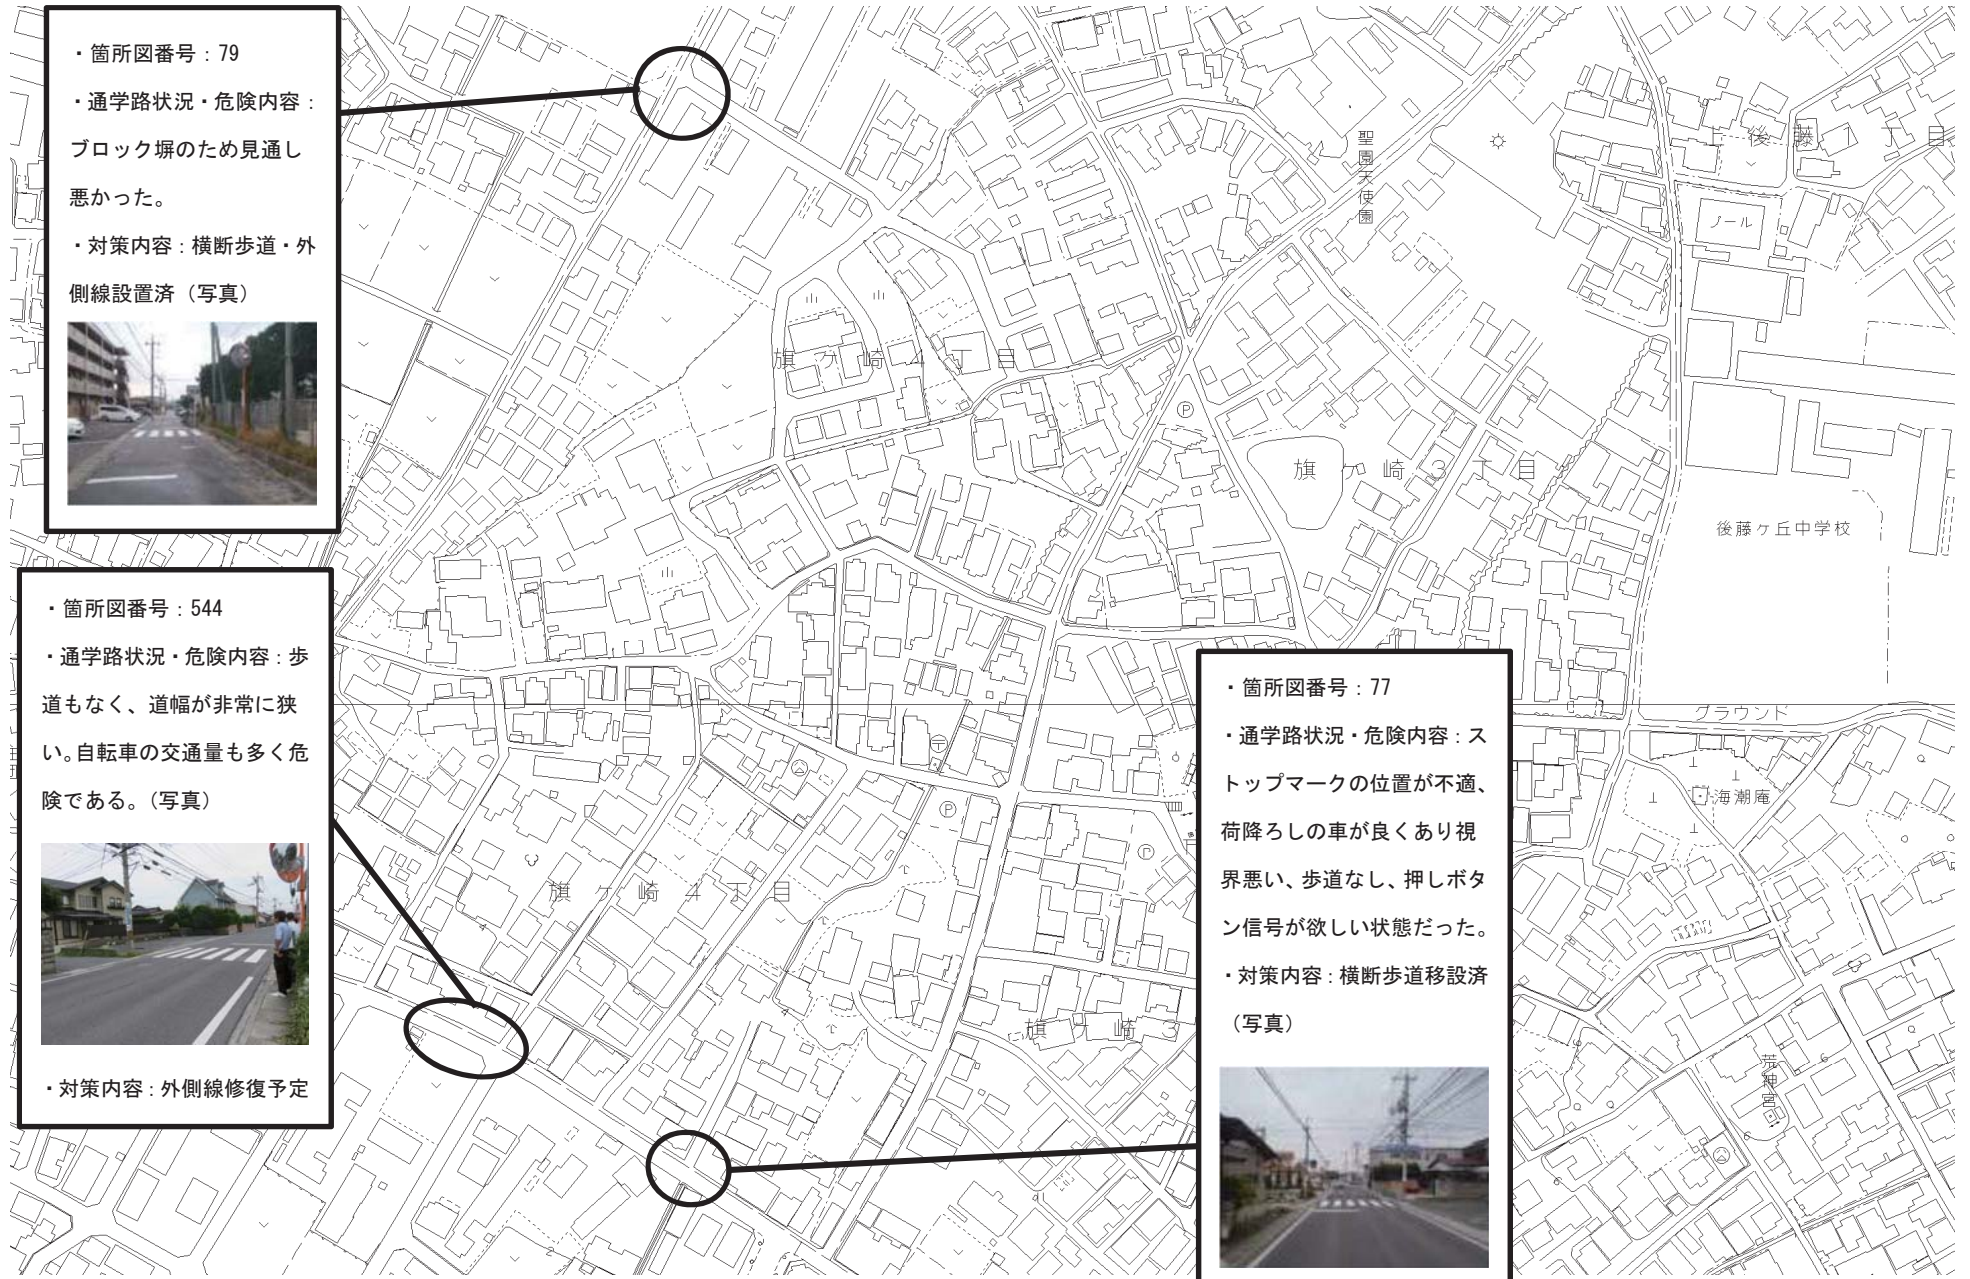 ・箇所図番号：79
・通学路状況・危険内容：
ブロック塀のため見通し
悪かった。
・対策内容：横断歩道・外
側線設置済（写真）
・箇所図番号：544
・通学路状況・危険内容：歩
道もなく、道幅が非常に狭
い。自転車の交通量も多く危
険である。（写真）
・対策内容：外側線修復予定
・箇所図番号：77
・通学路状況・危険内容：ス
トップマークの位置が不適、
荷降ろしの車が良くあり視
界悪い、歩道なし、押しボタ
ン信号が欲しい状態だった。
・対策内容：横断歩道移設済
（写真）
聖園天使園
上後藤7丁目
プール
旗ヶ崎4丁目
P
旗ヶ崎3丁目
後藤ヶ丘中学校
グラウンド
海潮庵
P
P
旗ヶ崎4丁目
旗ヶ崎3
荒神宮